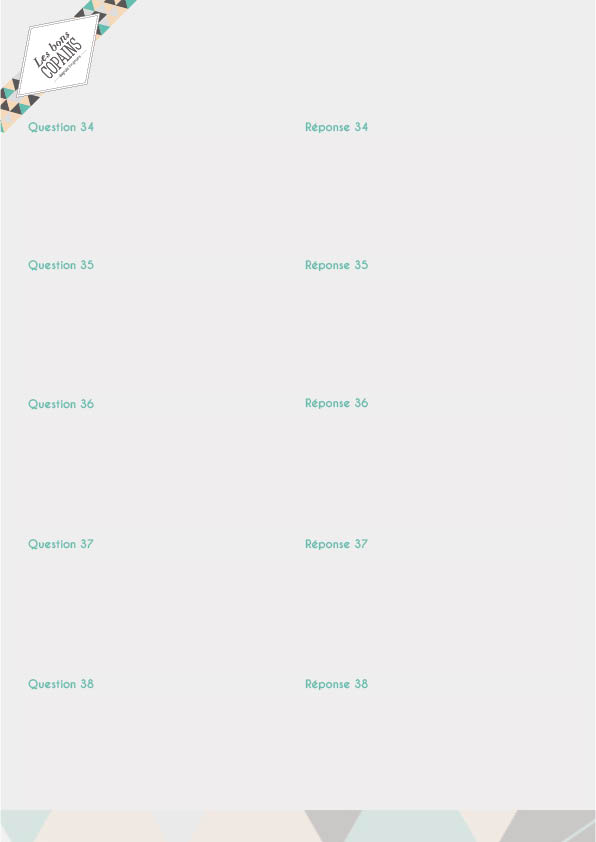 Les bons
COPAINS
Question 34
Réponse 34
Question 35
Réponse 35
Question 36
Réponse 36
Question 37
Réponse 37
Question 38
Réponse 38